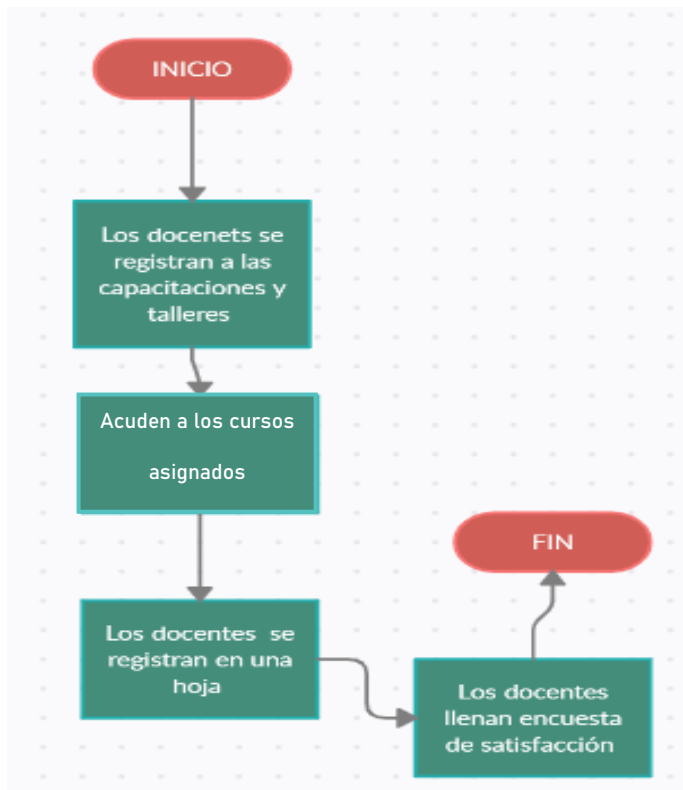 INICIO
Los docenets se
registran a las
capacitaciones y
talleres
Acuden a los cursos
asignados
Los docentes se
registran en una
hoja
FIN
Los docentes
llenan encuesta
de satisfacción